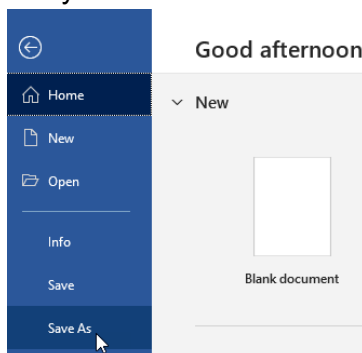 Good afternoon
Home
New
New
Open
Info
Save
Blank document
Save As